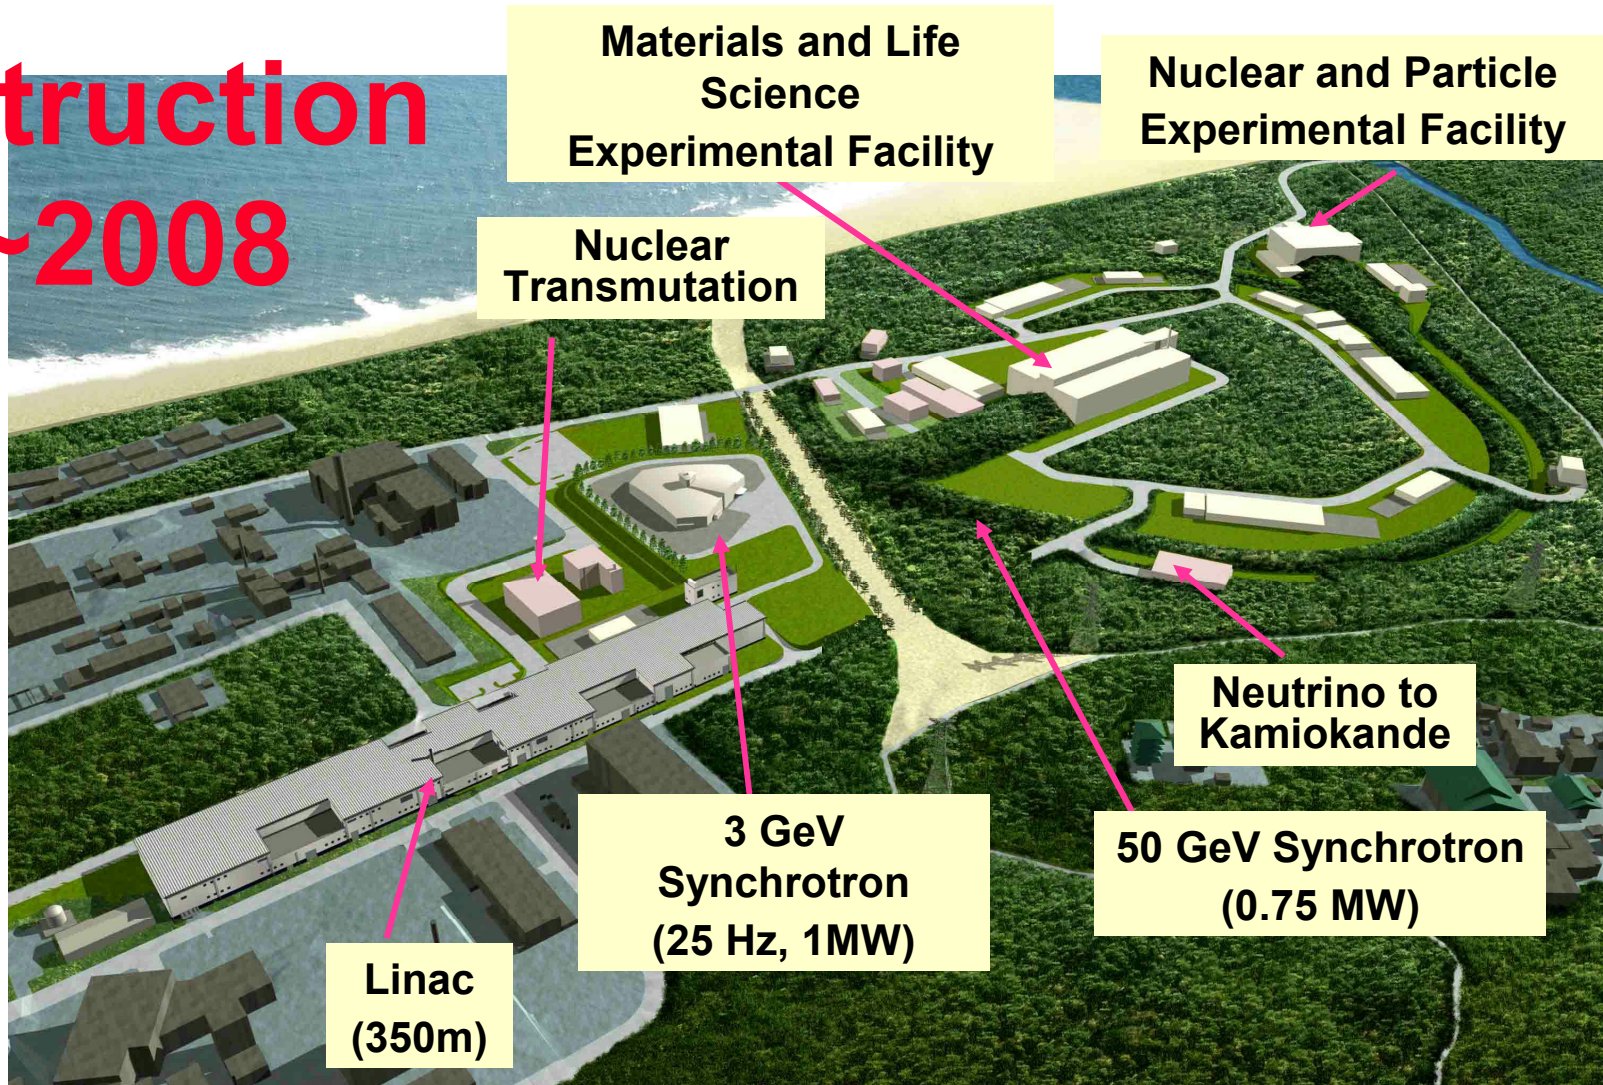 truction
~2008
Materials and Life
Science
Experimental Facility
Nuclear and Particle
Experimental Facility
Nuclear
Transmutation
Neutrino to
Kamiokande
3 GeV
Synchrotron
(25 Hz, 1MW)
50 GeV Synchrotron
(0.75 MW)
Linac
(350m)